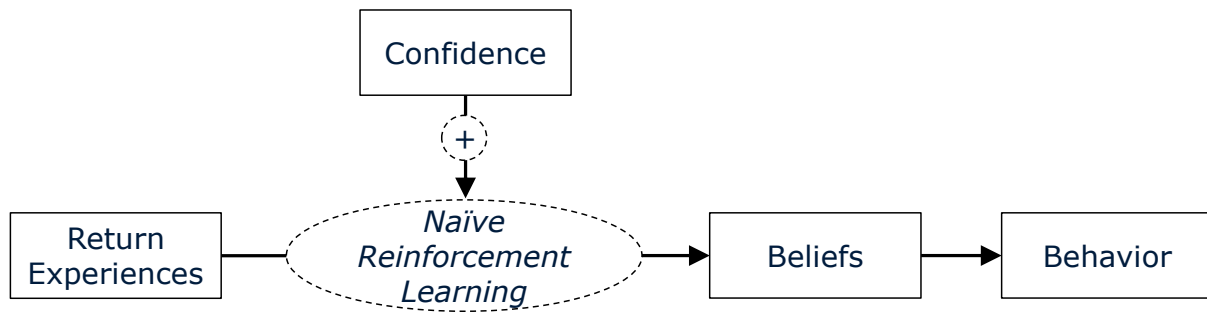 Confidence
+
Naïve
Reinforcement
Learning
Return
Experiences
Beliefs
Behavior